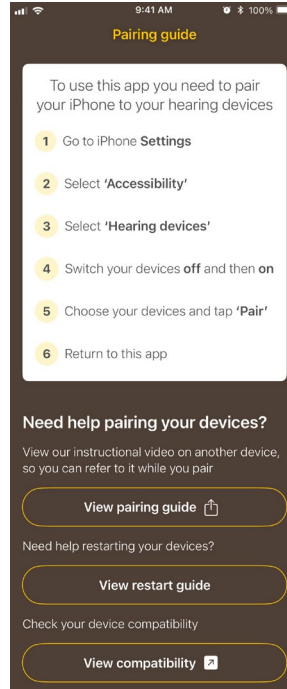 9:41 AM
100%
Pairing guide
To use this app you need to pair
your iPhone to your hearing devices
1 Go to iPhone Settings
2 Select ‘Accessibility’
3 Select ‘Hearing devices’
4 Switch your devices off and then on
5 Choose your devices and tap ‘Pair’
6 Return to this app
Need help pairing your devices?
View our instructional video on another device,
so you can refer to it while you pair
View pairing guide
Need help restarting your devices?
View restart guide
Check your device compatibility
View compatibility